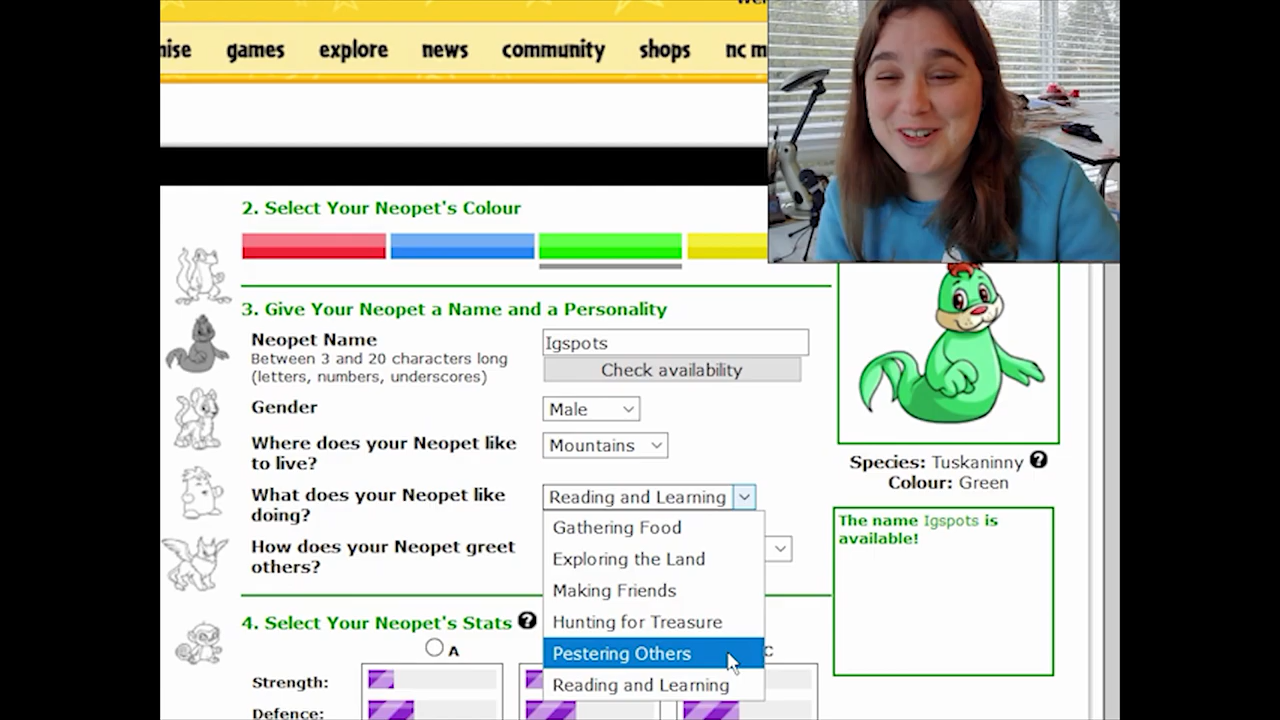 games explore news community shops nc m
2. Select Your Neopet's Colour
3. Give Your Neopet a Name and a Personality
Neopet Name
Igspots
Between 3 and 20 characters long
(letters, numbers, underscores)
Check availability
Gender
Male
Where does your Neopet like
to live?
Mountains
What does your Neopet like
doing?
Reading and Learning
Gathering Food
Exploring the Land
Making Friends
Hunting for Treasure
Pestering Others
Reading and Learning
How does your Neopet greet
others?
Species: Tuskaninny
Colour: Green
The name Igspots is
available!
4. Select Your Neopet's Stats
A
C
Strength:
Defence: